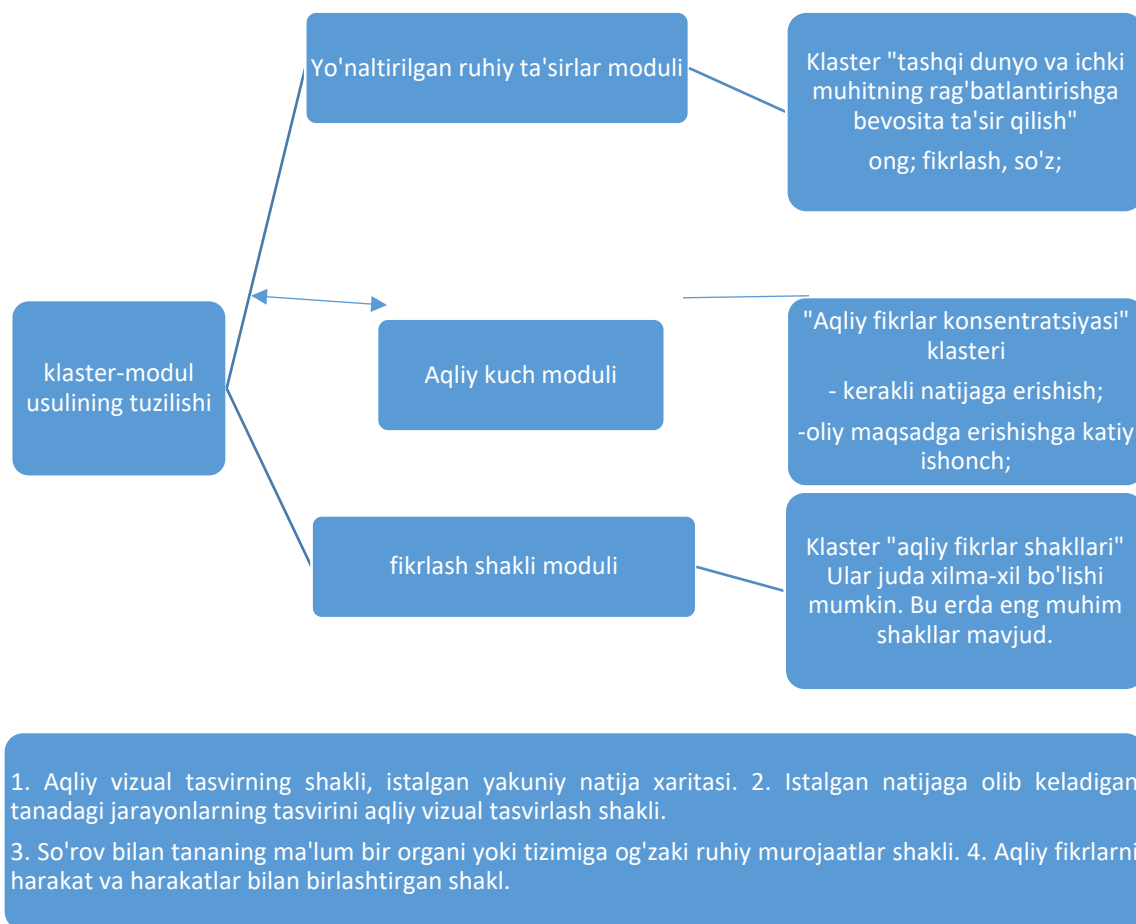 Yo'naltirilgan ruhiy ta'sirlar moduli
Klaster "tashqi dunyo va ichki
muhitning rag'batlantirishga
bevosita ta'sir qilish"
ong; fikrlash, so'z;
klaster-modul
usulining tuzilishi
Aqliy kuch moduli
"Aqliy fikrlar konsentratsiyasi"
klasteri
- kerakli natijaga erishish;
-oliy maqsadga erishishga katiy
ishonch;
fikrlash shakli moduli
Klaster "aqliy fikrlar shakllari"
Ular juda xilma-xil bo'lishi
mumkin. Bu erda eng muhim
shakllar mavjud.
1. Aqliy vizual tasvirning shakli, istalgan yakuniy natija xaritasi. 2. Istalgan natijaga olib keladigan
tanadagi jarayonlarning tasvirini aqliy vizual tasvirlash shakli.
3. So'rov bilan tananing ma'lum bir organi yoki tizimiga og'zaki ruhiy murojaatlar shakli. 4. Aqliy fikrlarni
harakat va harakatlar bilan birlashtirgan shakl.